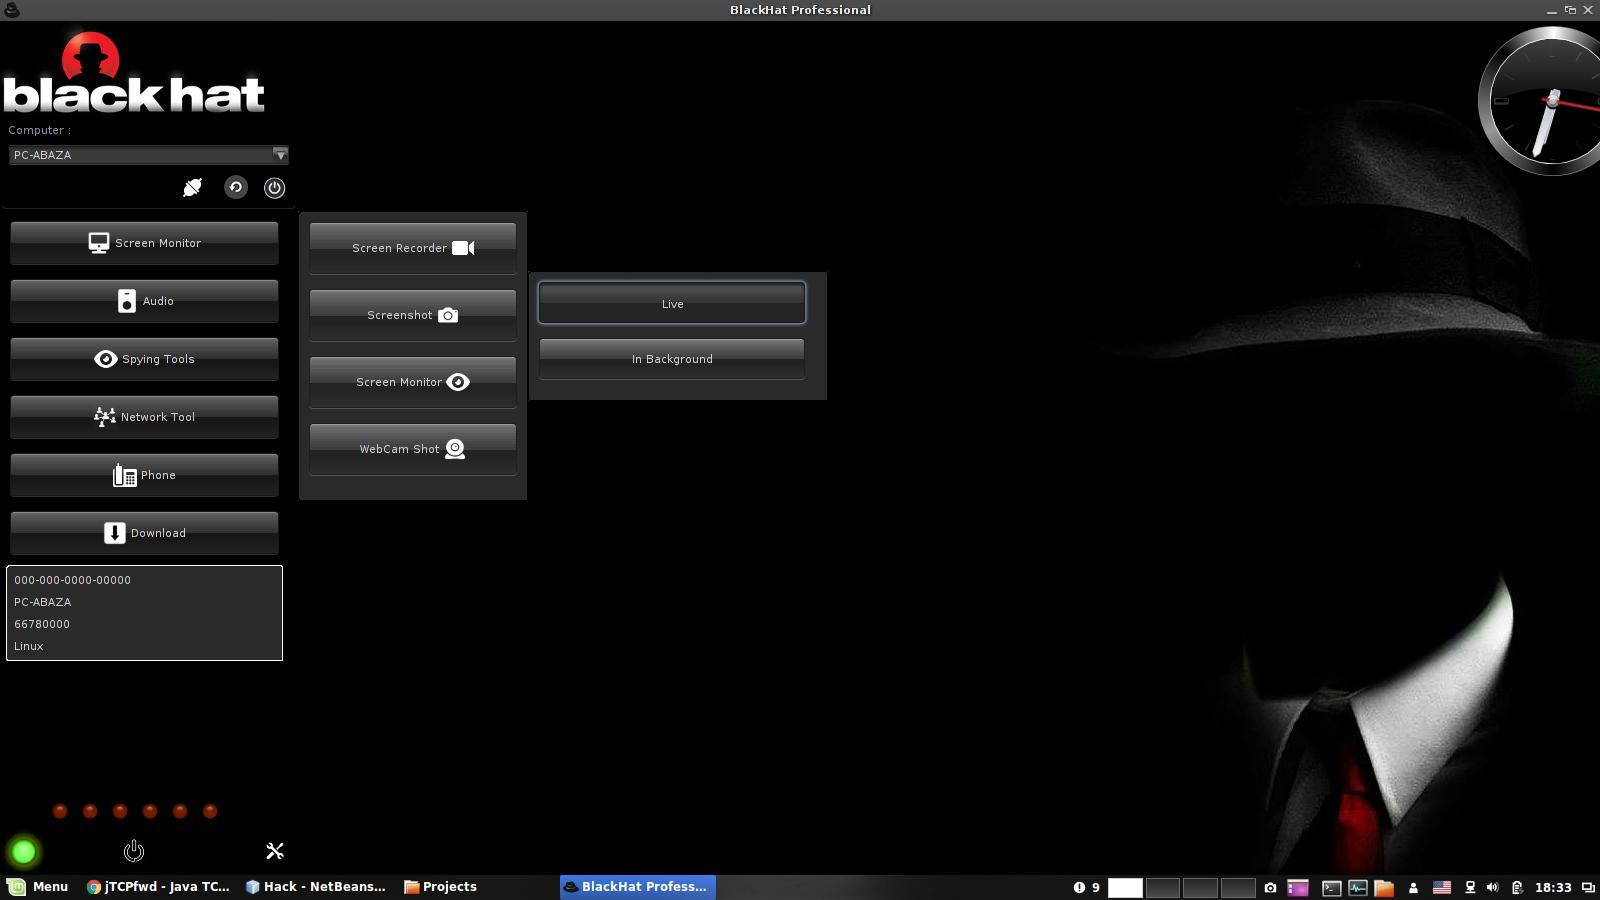 BlackHat Professional
black hat
Computer :
PC-ABAZA
Screen Monitor
Audio
Spying Tools
Network Tool
Phone
Download
Screen Recorder
Screenshot
Screen Monitor
WebCam Shot
Live
In Background
000-000-0000-00000
PC-ABAZA
66780000
Linux
Menu
jTCPfwd - Java TC...
Hack - NetBeans...
Projects
BlackHat Profess...
9
18:33